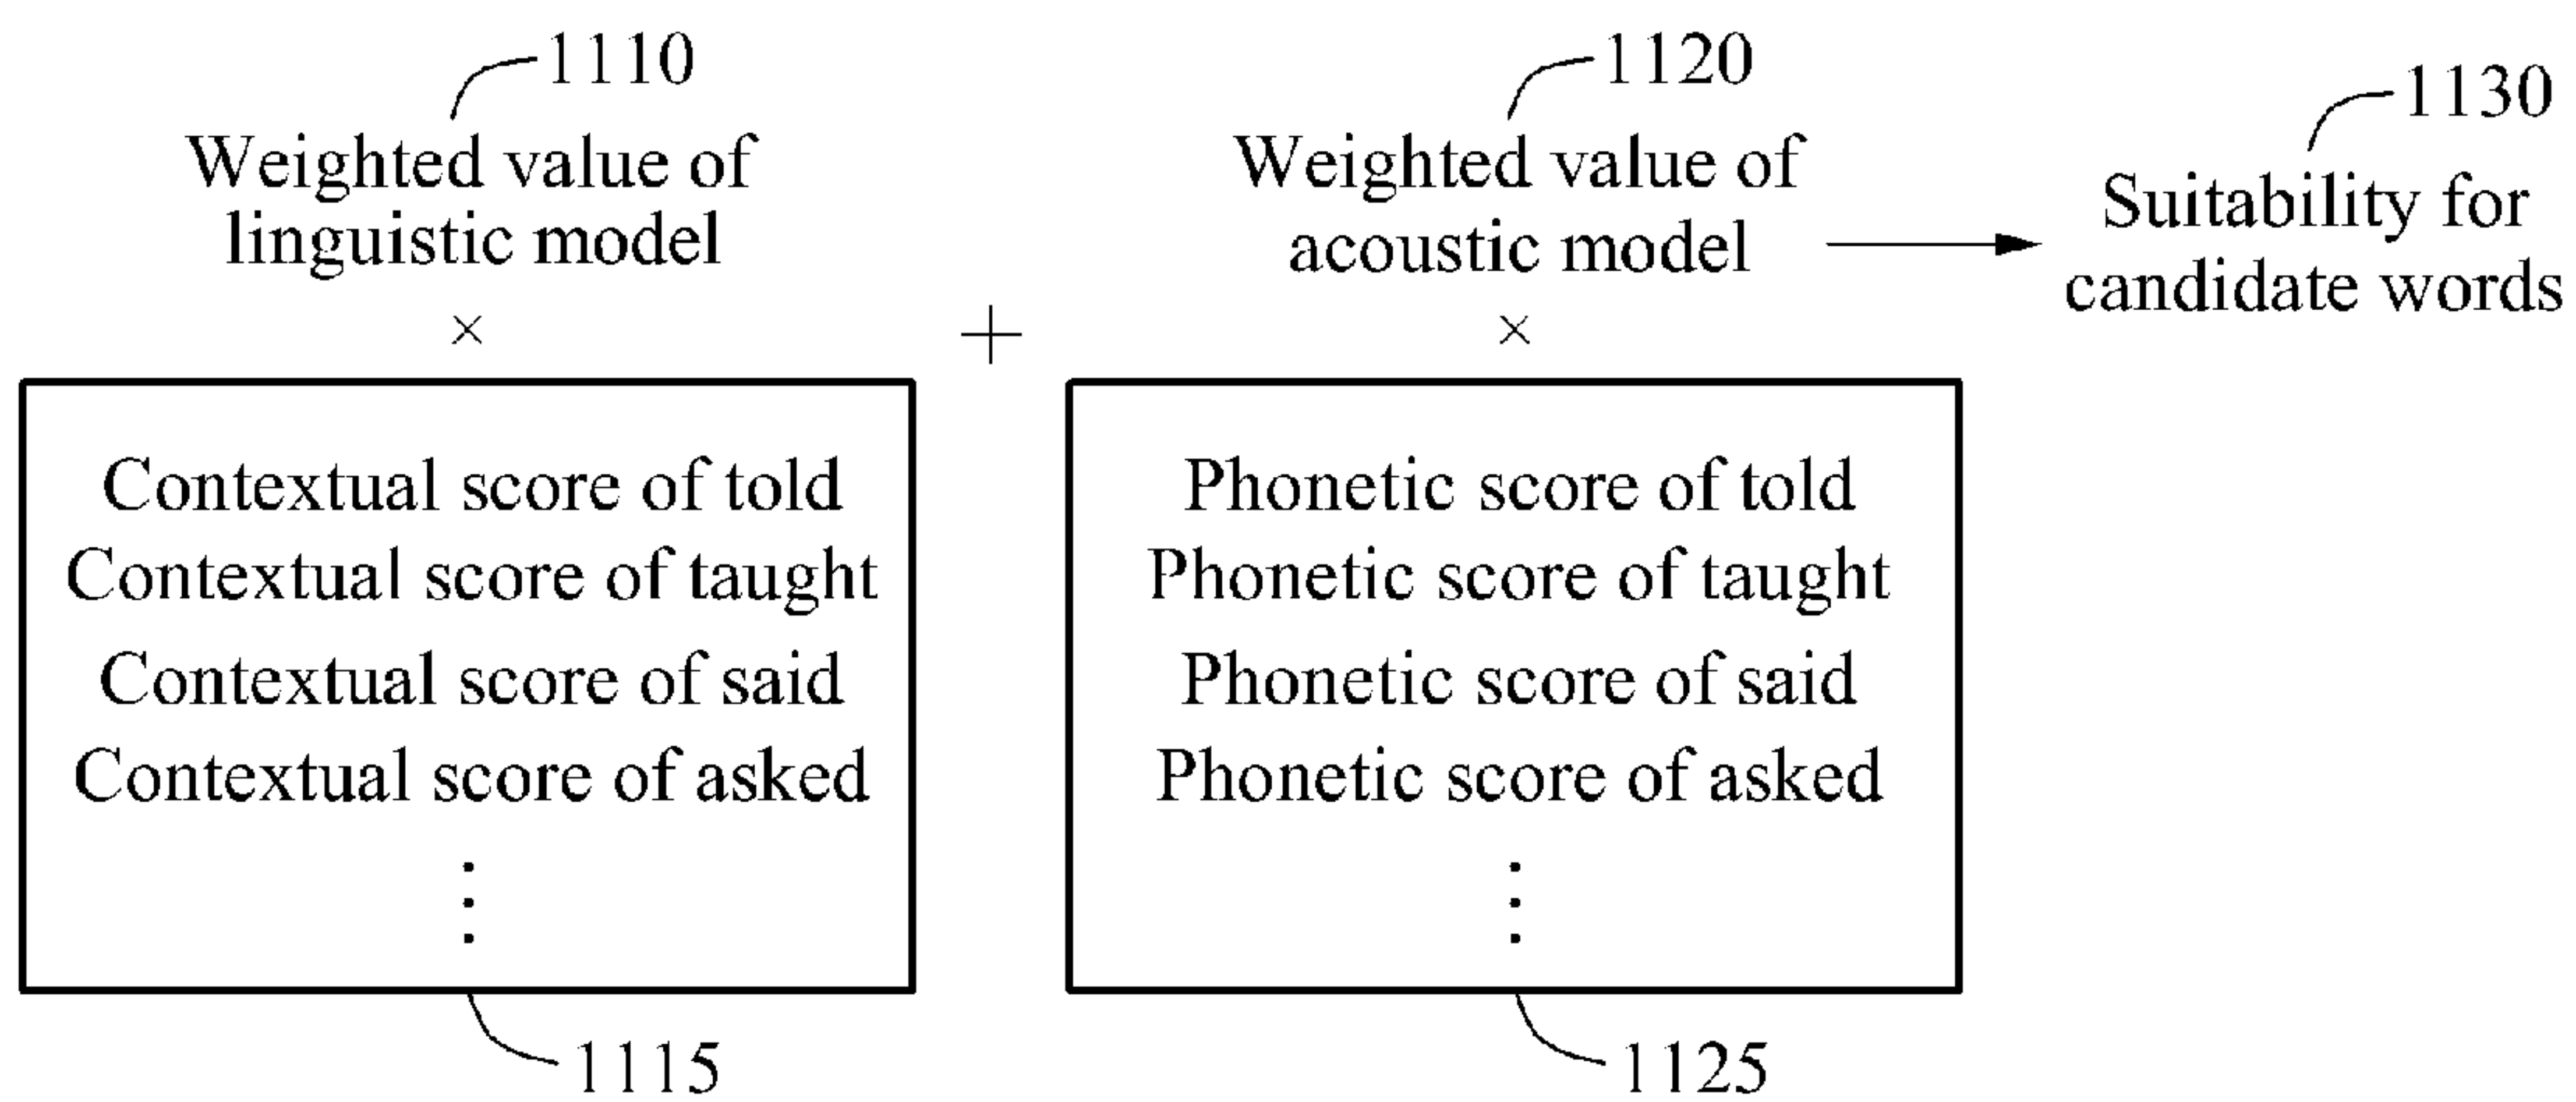 1110
Weighted value of
linguistic model
×
Contextual score of told
Contextual score of taught
Contextual score of said
Contextual score of asked
1115
+
1120
Weighted value of
acoustic model
×
Phonetic score of told
Phonetic score of taught
Phonetic score of said
Phonetic score of asked
1125
1130
Suitability for
candidate words